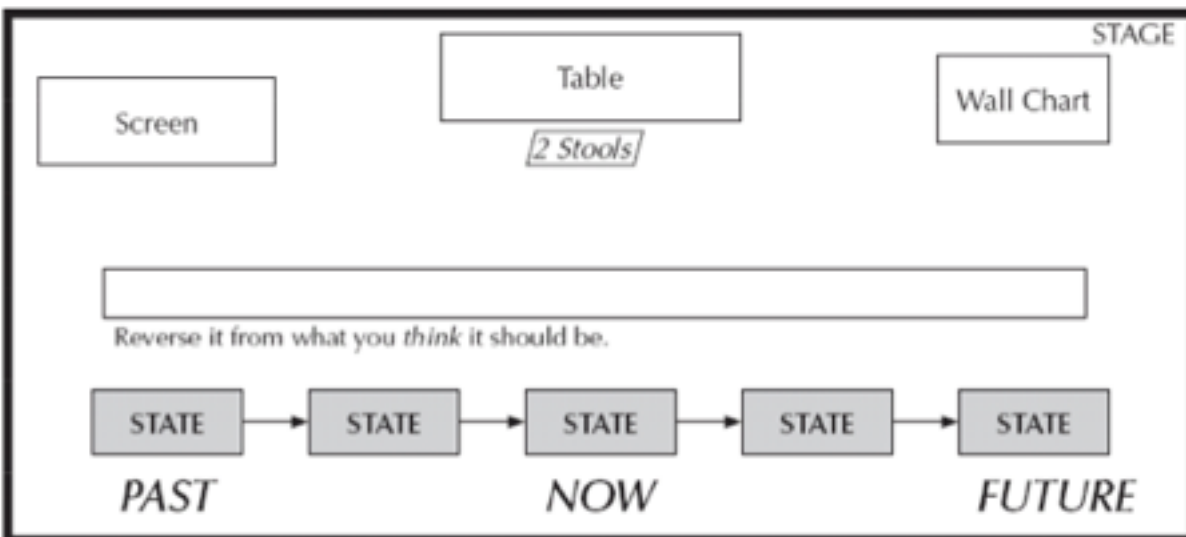 STAGE
Table
Screen
Wall Chart
2 Stools
Reverse it from what you think it should be.
STATE STATE STATE STATE STATE
PAST NOW FUTURE